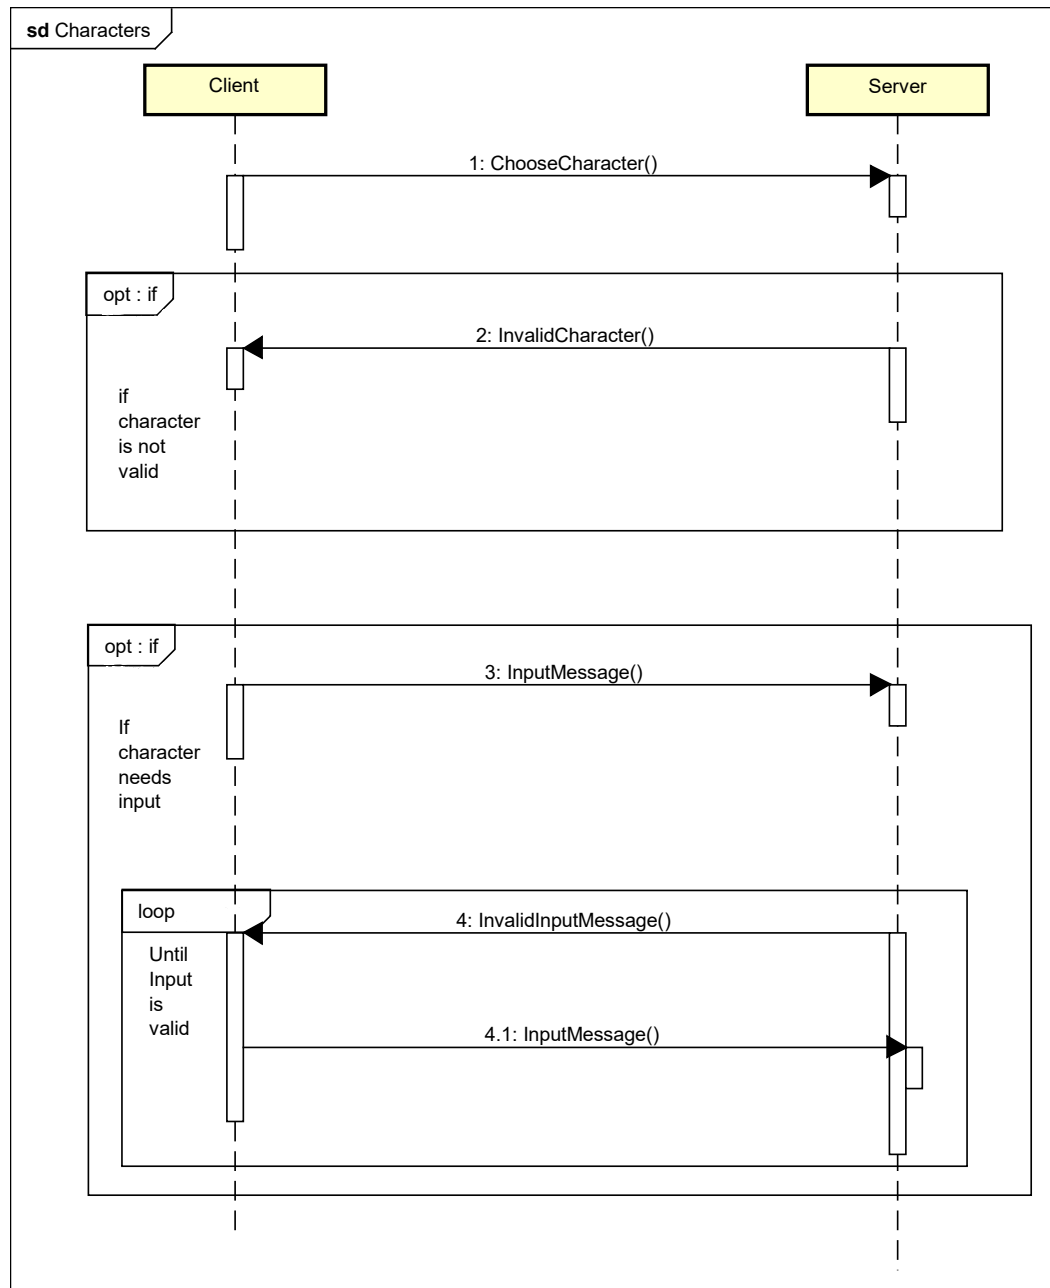 sd Characters
Client
Server
1: ChooseCharacter()
opt : if
2: InvalidCharacter()
if
character
is not
valid
opt : if
3: InputMessage()
If
character
needs
input
loop
4: InvalidInputMessage()
Until
Input
is
valid
4.1: InputMessage()